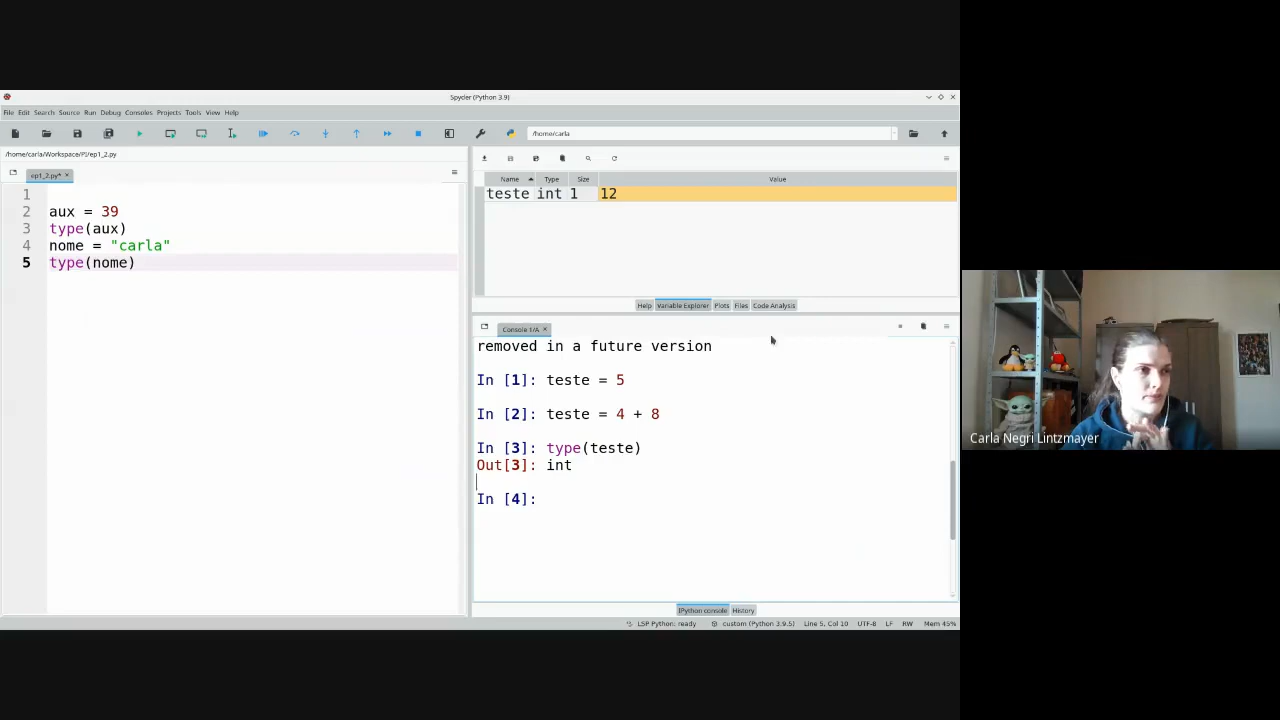 Spyder (Python 3.9)
File Edit Search Source Run Debug Consoles Projects Tools View Help
/home/carla
/home/carla/Workspace/PI/ep1_2.py
ep1_2.py*
1
2 aux = 39
3 type(aux)
4 nome = "carla"
5 type(nome)
Name Type Size Value
teste int 1 12
Help Variable Explorer Plots Files Code Analysis
Console 1/A
removed in a future version
In [1]: teste = 5
In [2]: teste = 4 + 8
In [3]: type(teste)
Out[3]: int
In [4]:
IPython console History
LSP Python: ready custom (Python 3.9.5) Line 5, Col 10 UTF-8 LF RW Mem 45%
Carla Negri Lintzmayer